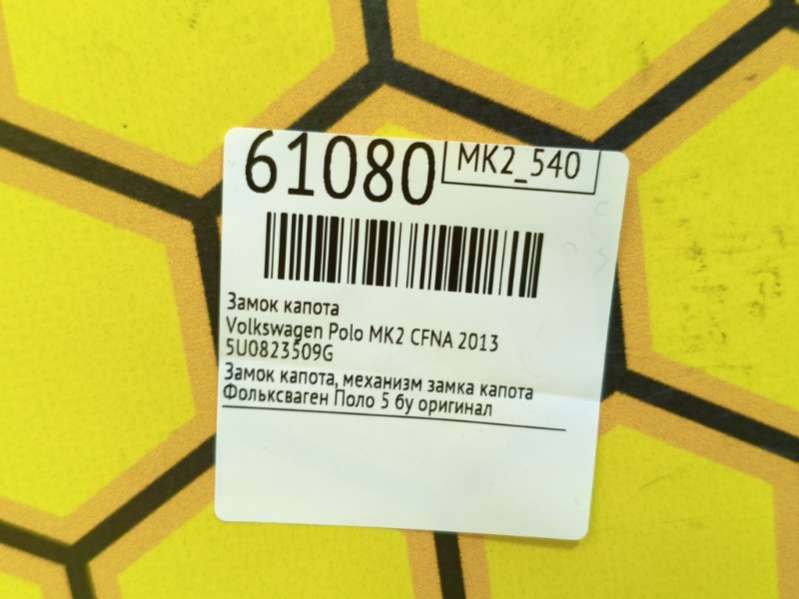 61080
MK2_540
Замок капота
Volkswagen Polo MK2 CFNA 2013
5U0823509G
Замок капота, механизм замка капота
Фольксваген Поло 5 бу оригинал